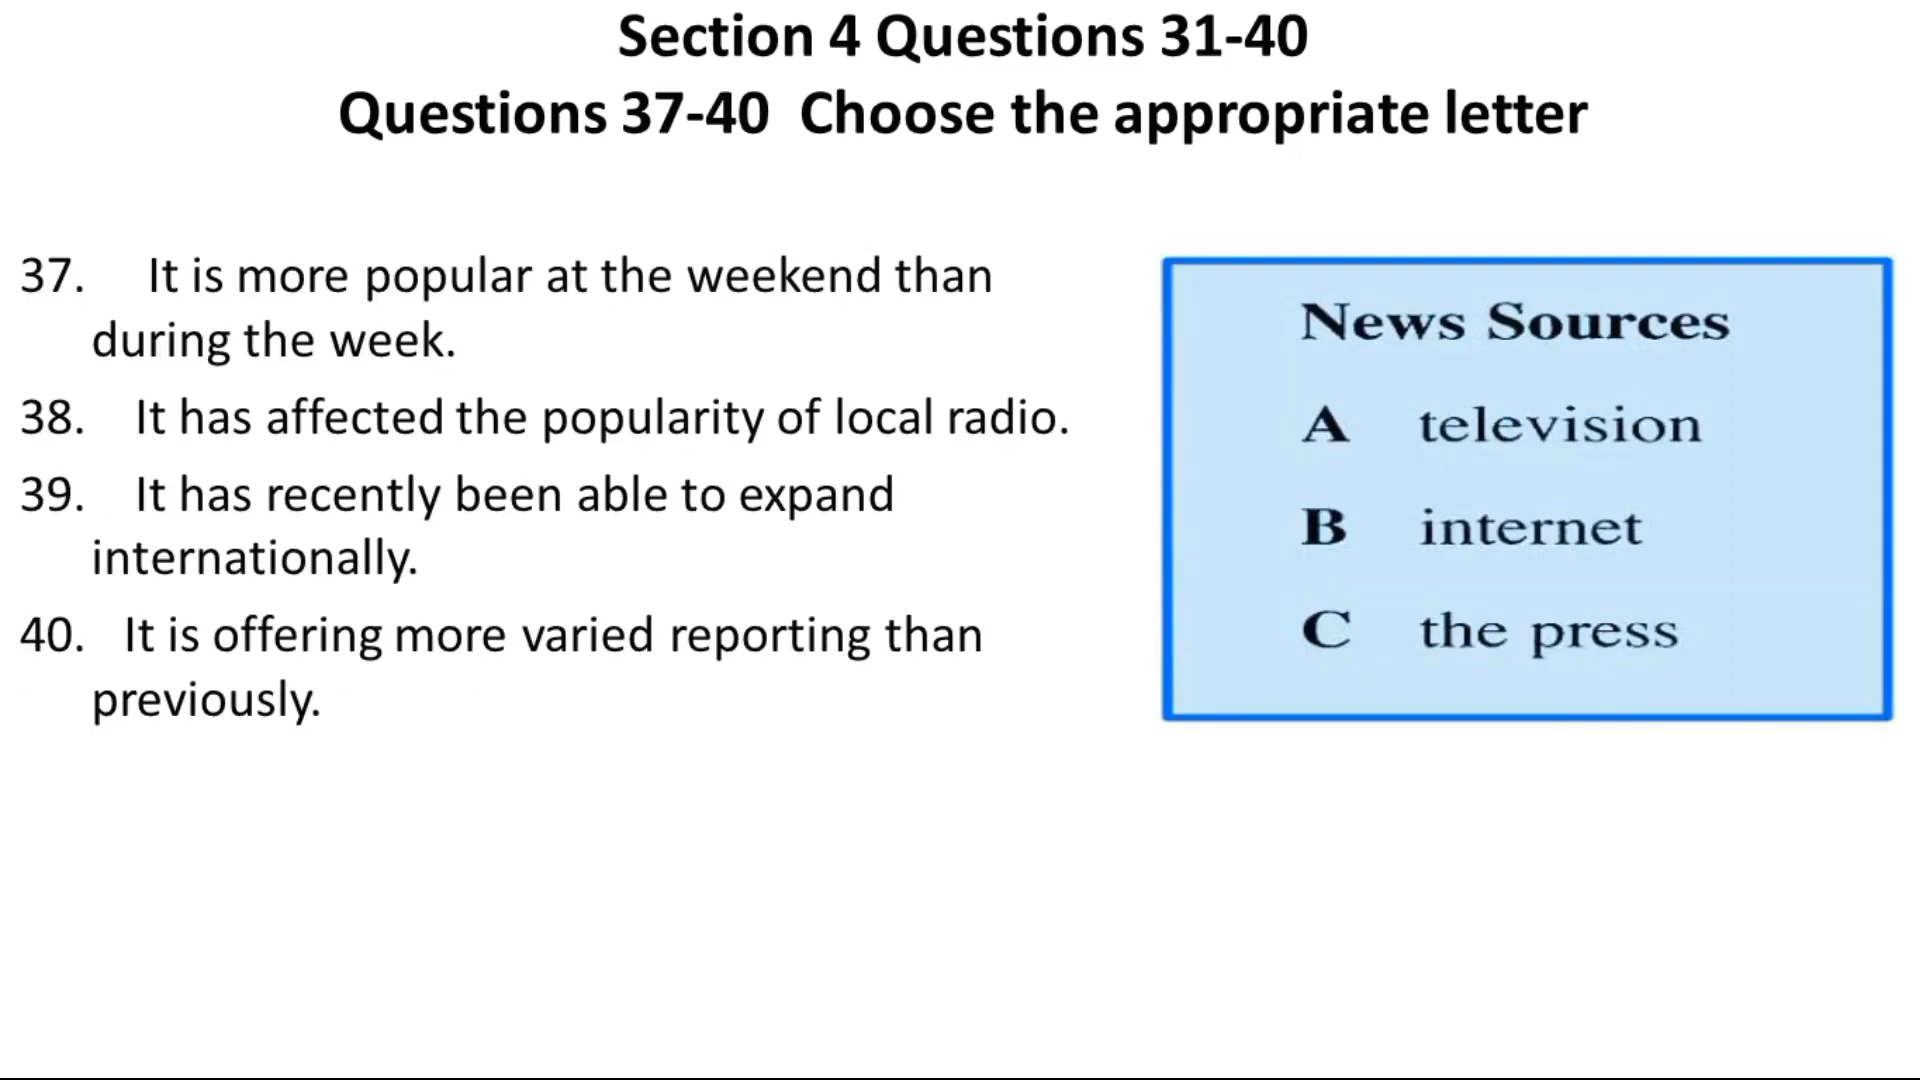 Section 4 Questions 31-40
Questions 37-40 Choose the appropriate letter
37. It is more popular at the weekend than
during the week.
38. It has affected the popularity of local radio.
39. It has recently been able to expand
internationally.
40. It is offering more varied reporting than
previously.
News Sources
A television
B internet
C the press